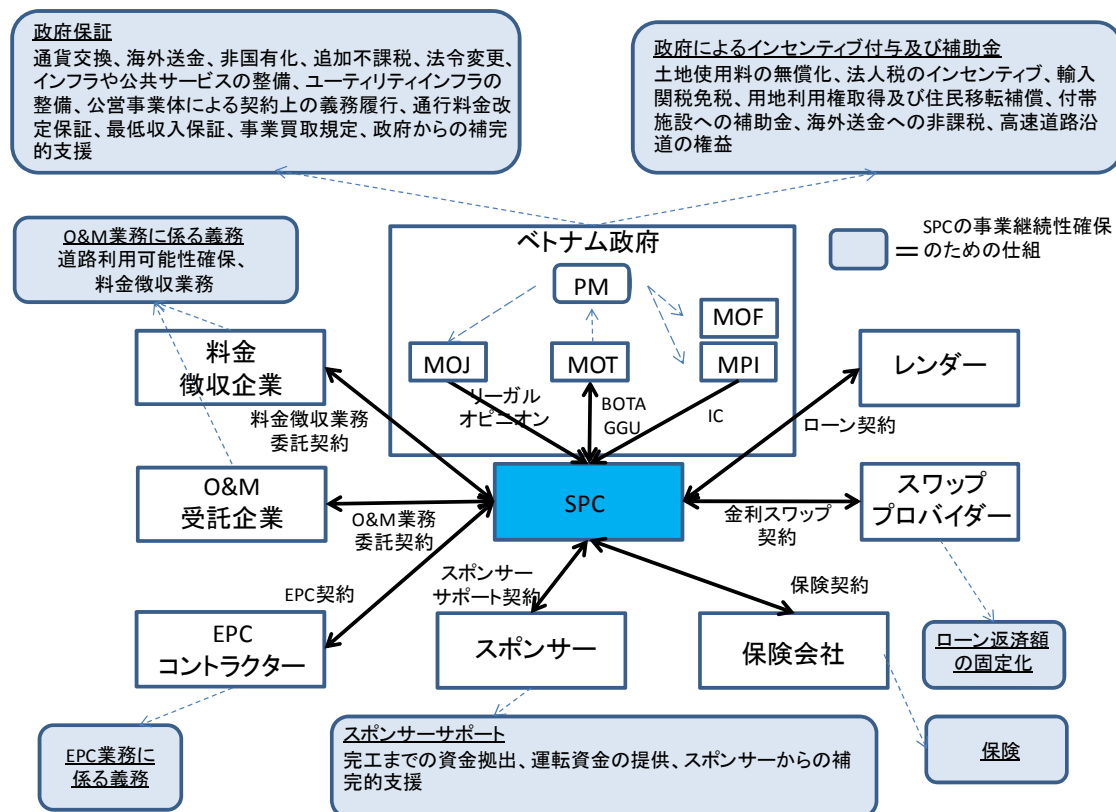 政府保証
通貨交換、海外送金、非国有化、追加不課税、法令変更、
インフラや公共サービスの整備、ユーティリティインフラの
整備、公営事業体による契約上の義務履行、通行料金改
定保証、最低収入保証、事業買取規定、政府からの補完
的支援
政府によるインセンティブ付与及び補助金
土地使用料の無償化、法人税のインセンティブ、輸入
関税免税、用地利用権取得及び住民移転補償、付帯
施設への補助金、海外送金への非課税、高速道路沿
道の権益
O&M業務に係る義務
道路利用可能性確保、
料金徴収業務
ベトナム政府
PM
MOF
MOJ
MOT
MPI
SPCの事業継続性確保
＝のための仕組
料金
徴収企業
レンダー
リーガル
オピニオン
BOTA
GGU
IC
料金徴収業務
委託契約
ローン契約
O&M
受託企業
SPC
スワップ
プロバイダー
O&M業務
委託契約
金利スワップ
契約
EPC契約
スポンサー
サポート契約
保険契約
EPC
コントラクター
スポンサー
保険会社
ローン返済額
の固定化
EPC業務に
係る義務
スポンサーサポート
完工までの資金拠出、運転資金の提供、スポンサーからの補
完的支援
保険